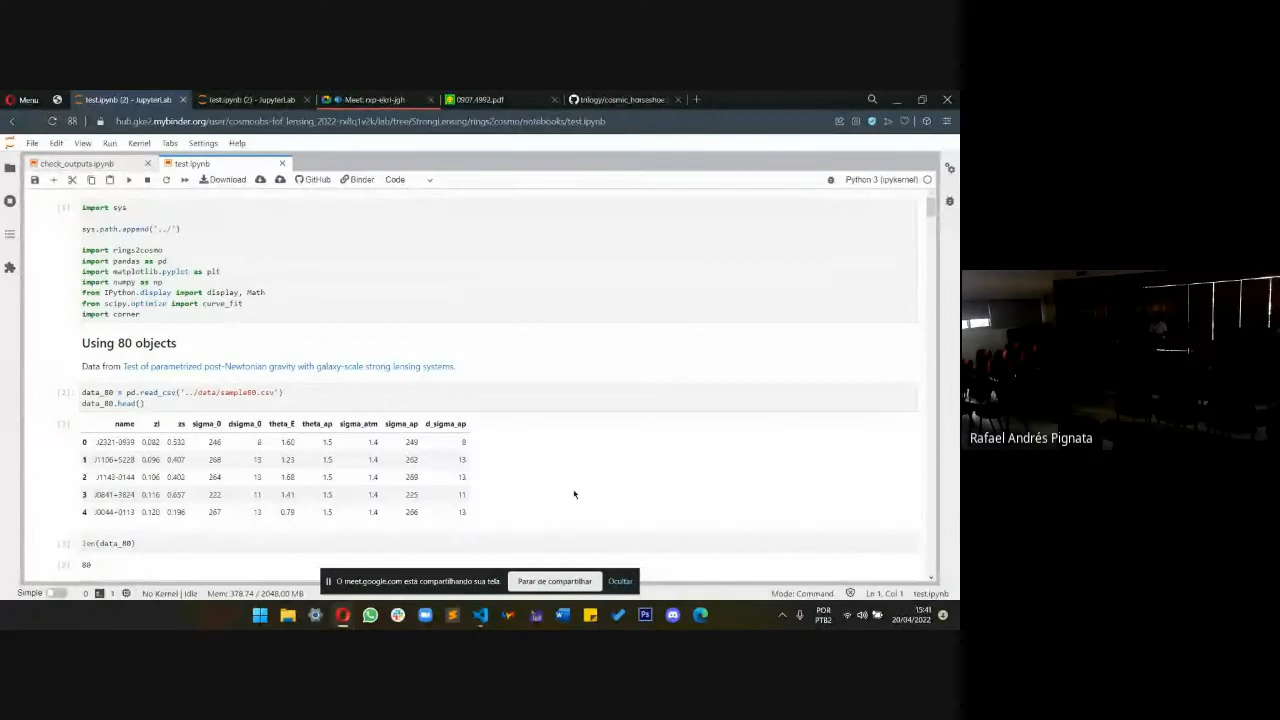 Menu test.ipynb (2) - JupyterLab test.ipynb (2) - JupyterLab Meet: nxp-ekri-jgh 0907.4992.pdf trilogy/cosmic_horseshoe...
88 hub.gke2.mybinder.org/user/cosmoobs-fof_lensing_2022-rx8q1v2k/lab/tree/StrongLensing/rings2cosmo/notebooks/test.ipynb
File Edit View Run Kernel Tabs Settings Help
check_outputs.ipynb test.ipynb
Download GitHub Binder Code Python 3 (ipykernel)
[1] import sys
sys.path.append('../')
import rings2cosmo
import pandas as pd
import matplotlib.pyplot as plt
import numpy as np
from IPython.display import display, Math
from scipy.optimize import curve_fit
import corner
Using 80 objects
Data from Test of parametrized post-Newtonian gravity with galaxy-scale strong lensing systems.
[2] data_80 = pd.read_csv('../data/sample80.csv')
data_80.head()
[2] name zl zs sigma_0 dsigma_0 theta_E theta_ap sigma_atm sigma_ap d_sigma_ap
0 J2321-0939 0.082 0.532 246 8 1.60 1.5 1.4 249 8
1 J1106+5228 0.096 0.407 268 13 1.23 1.5 1.4 262 13
2 J1143-0144 0.106 0.402 264 13 1.68 1.5 1.4 269 13
3 J0841+3824 0.116 0.657 222 11 1.41 1.5 1.4 225 11
4 J0044+0113 0.120 0.196 267 13 0.79 1.5 1.4 266 13
[3] len(data_80)
[3] 80
O meet.google.com está compartilhando sua tela. Parar de compartilhar Ocultar
Simple 0 1 No Kernel | Idle Mem: 378.74 / 2048.00 MB Mode: Command Ln 1, Col 1 test.ipynb
POR
PTB2
15:41
20/04/2022
4
Rafael Andrés Pignata